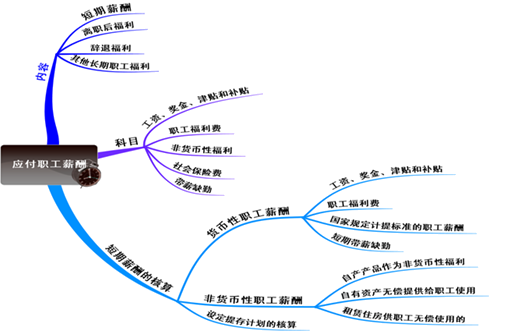 应付职工薪酬
内容
短期薪酬
离职后福利
辞退福利
其他长期职工福利
科目
工资、奖金、津贴和补贴
职工福利费
非货币性福利
社会保险费
带薪缺勤
短期薪酬的核算
货币性职工薪酬
工资、奖金、津贴和补贴
职工福利费
国家规定计提标准的职工薪酬
短期带薪缺勤
非货币性职工薪酬
自产产品作为非货币性福利
自有资产无偿提供给职工使用
租赁住房供职工无偿使用的
设定提存计划的核算